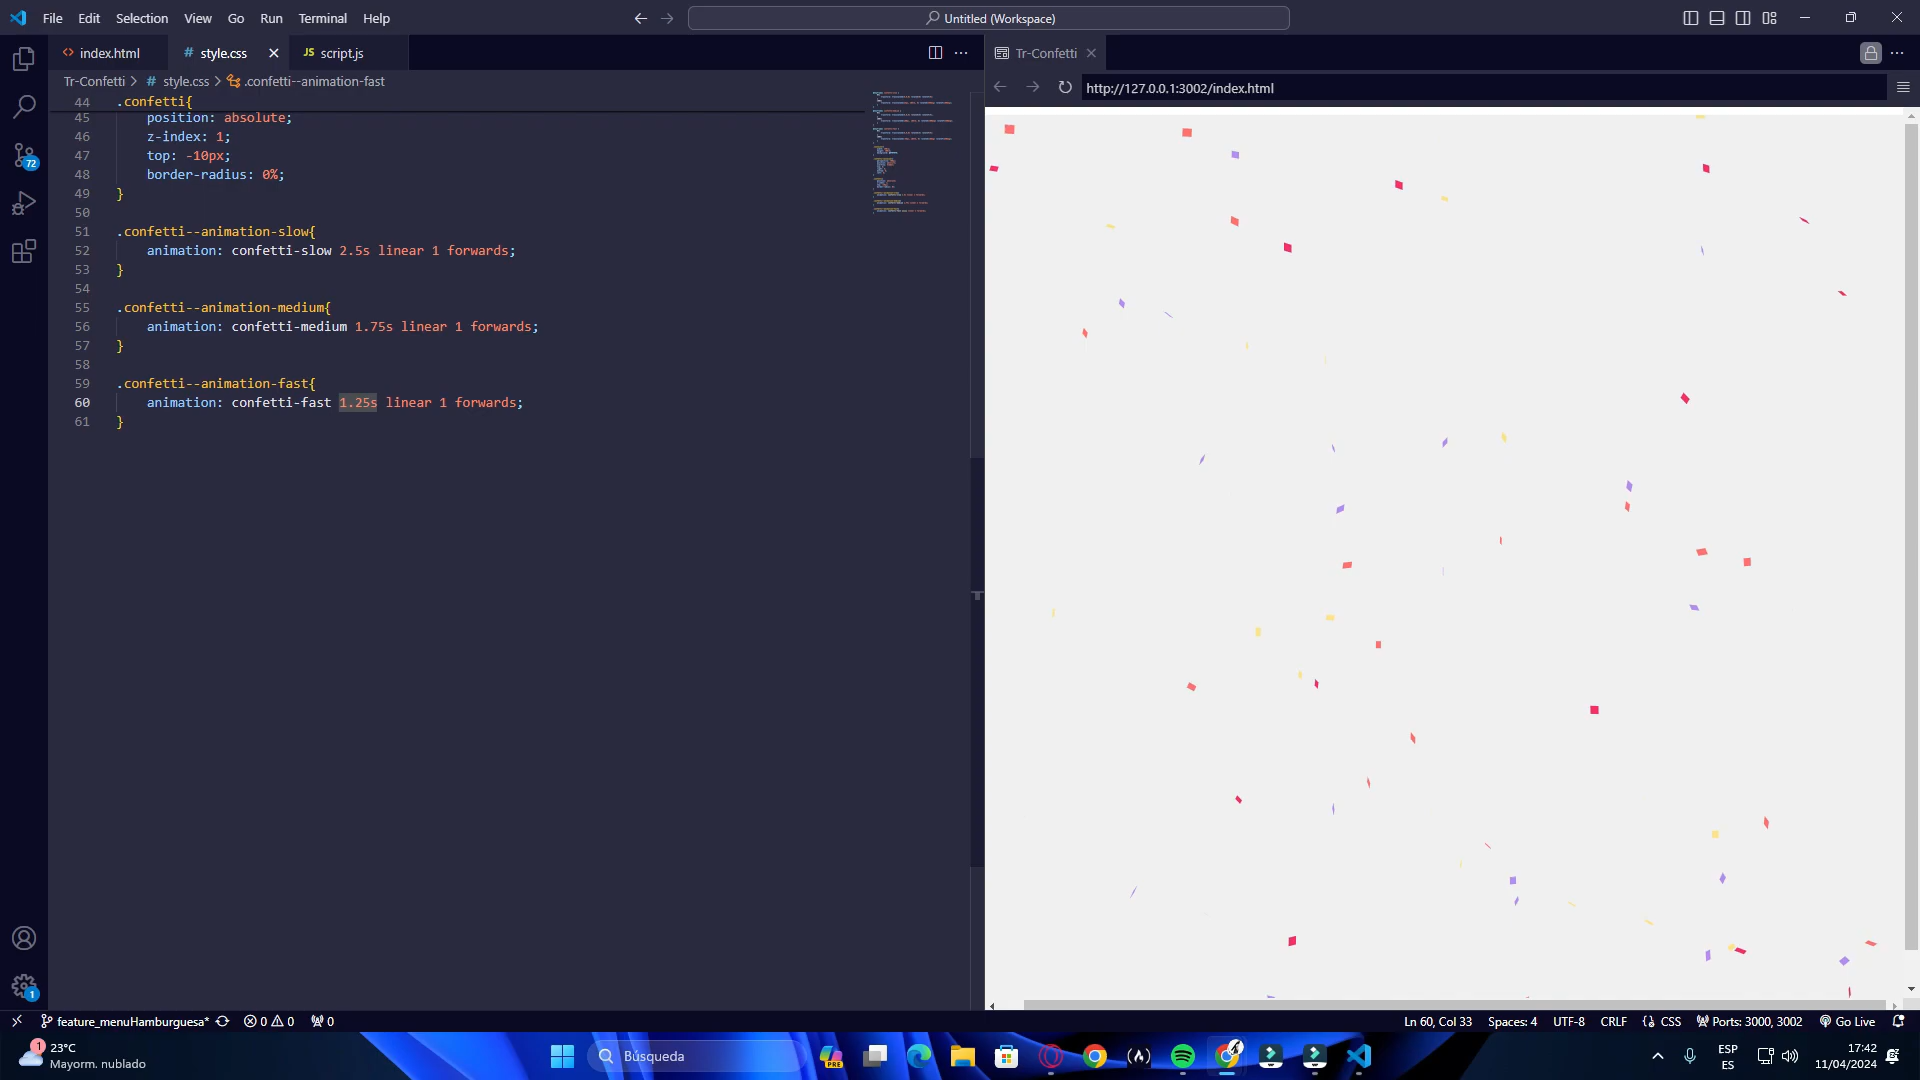 File Edit Selection View Go Run Terminal Help
Untitled (Workspace)
index.html
# style.css
JS script.js
Tr-Confetti
Tr-Confetti > # style.css > .confetti--animation-fast
http://127.0.0.1:3002/index.html
44 .confetti{
45 position: absolute;
46 z-index: 1;
47 top: -10px;
48 border-radius: 0%;
49 }
50
51 .confetti--animation-slow{
52 animation: confetti-slow 2.5s linear 1 forwards;
53 }
54
55 .confetti--animation-medium{
56 animation: confetti-medium 1.75s linear 1 forwards;
57 }
58
59 .confetti--animation-fast{
60 animation: confetti-fast 1.25s linear 1 forwards;
61 }
72
1
feature_menuHamburguesa* 0 0 0
Ln 60, Col 33 Spaces: 4 UTF-8 CRLF {} CSS Ports: 3000, 3002 Go Live
1
23°C
Mayorm. nublado
Búsqueda
PRE
ESP
ES
17:42
11/04/2024